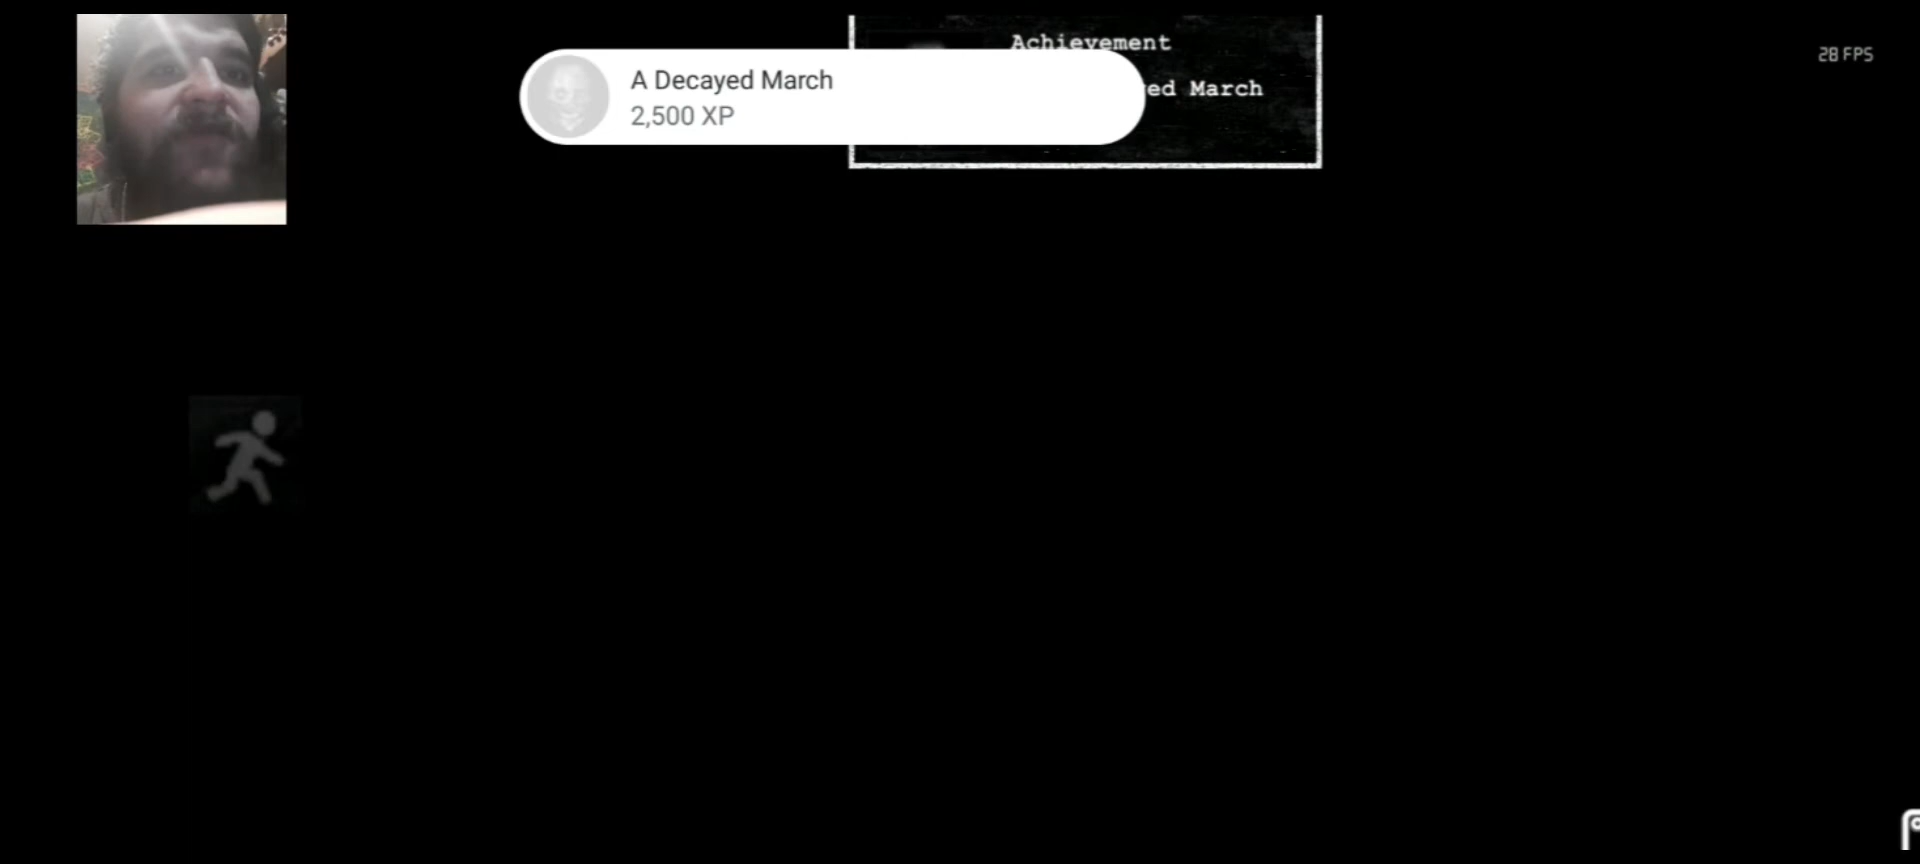 Achievement
A Decayed March
2,500 XP
ed March
28 FPS